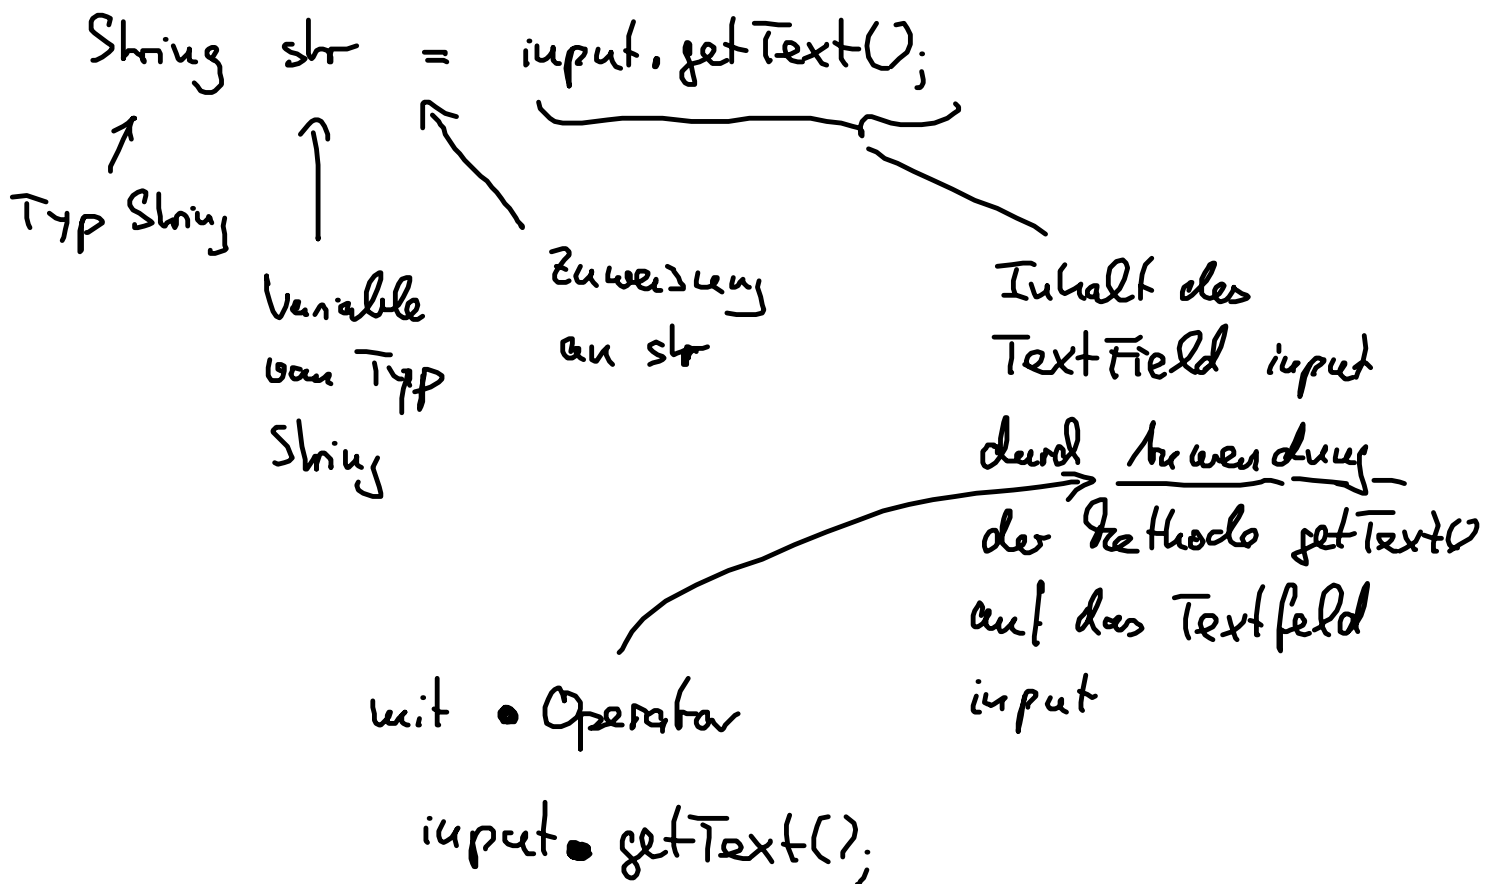 String str = input.getText();
Typ String
Variable
vom Typ
String
Zuweisung
an str
Inhalt des
TextField input
durch Anwendung
der Methode getText()
auf das Textfeld
input
mit • Operator
input.getText();